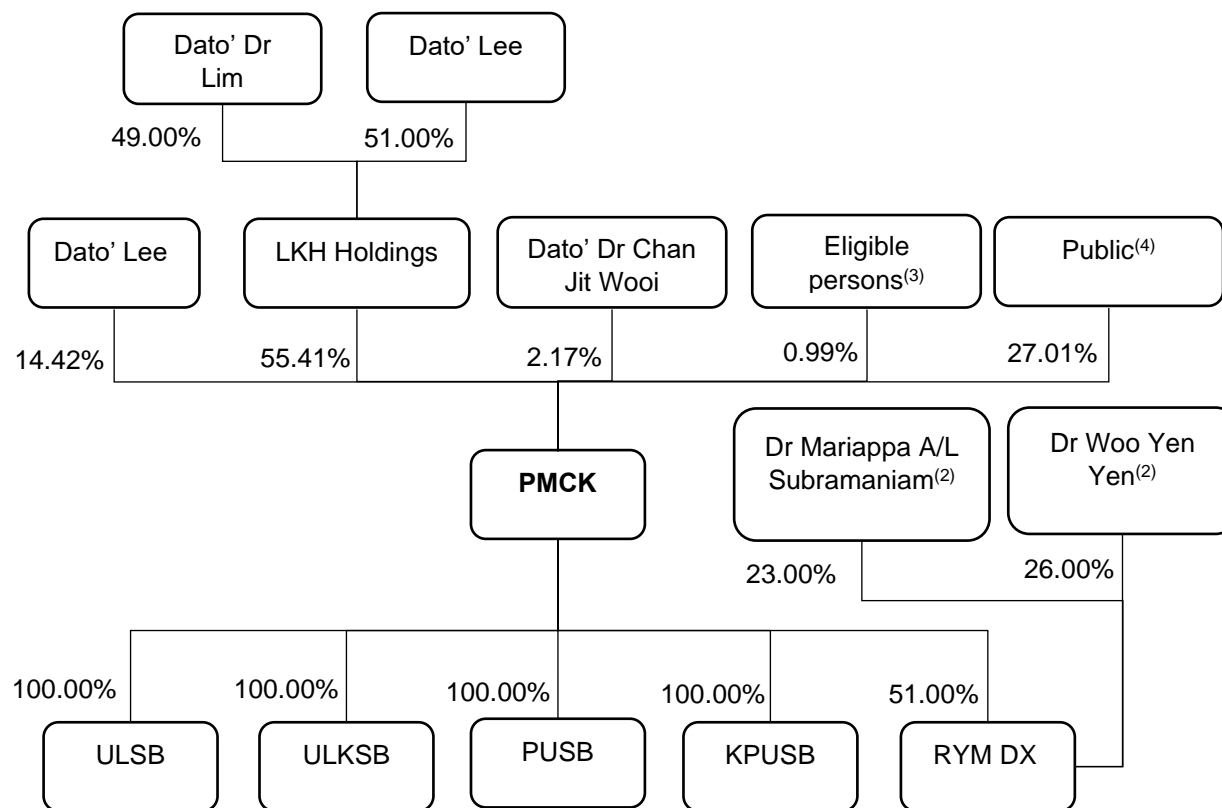 Dato' Dr
Lim
Dato' Lee
49.00%
51.00%
Dato' Lee
LKH Holdings
Dato' Dr Chan
Jit Wooi
Eligible
persons(3)
Public(4)
14.42%
55.41%
2.17%
0.99%
27.01%
PMCK
Dr Mariappa A/L
Subramaniam(2)
Dr Woo Yen
Yen(2)
23.00%
26.00%
100.00%
100.00%
100.00%
100.00%
51.00%
ULSB
ULKSB
PUSB
KPUSB
RYM DX